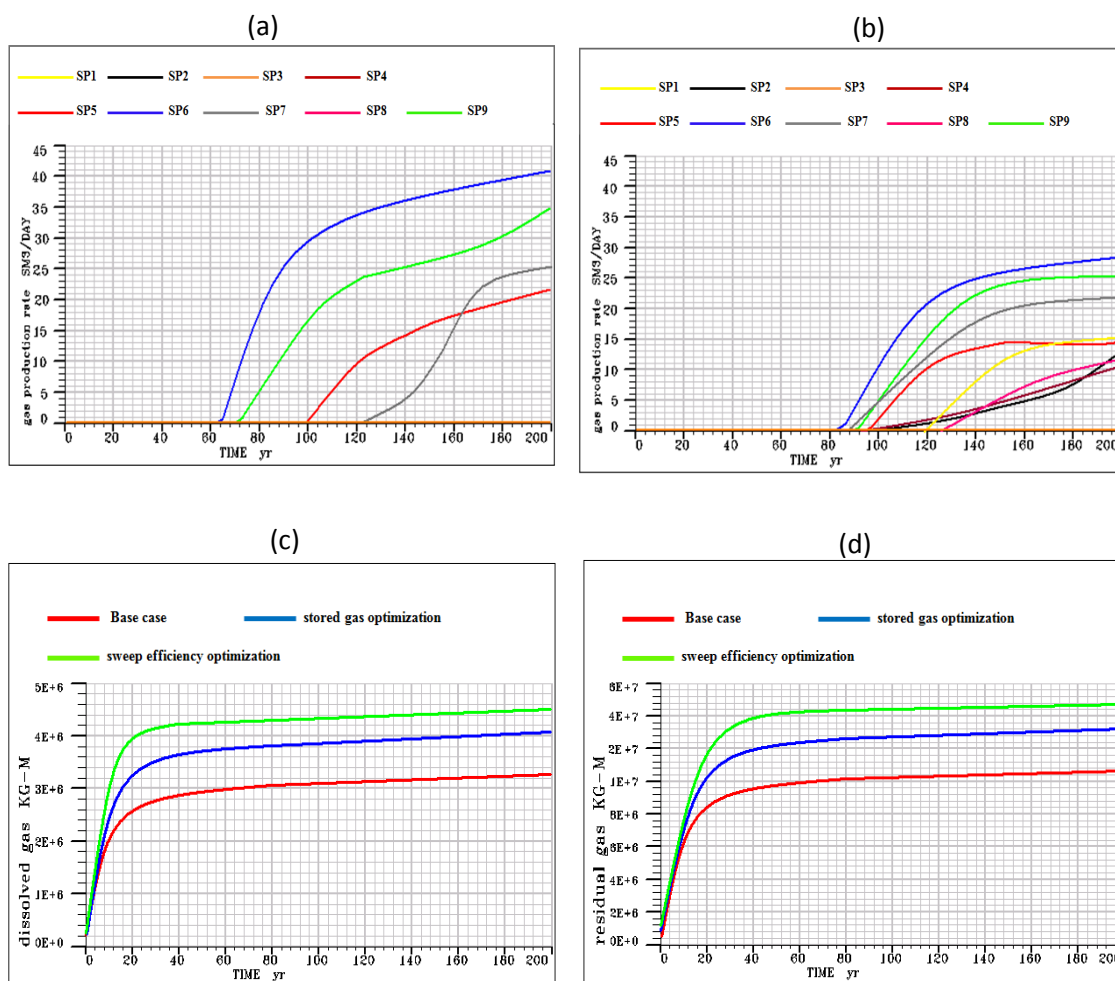 (a)
SP1 SP2 SP3 SP4
SP5 SP6 SP7 SP8 SP9
gas production rate SM3/DAY
45
40
35
30
25
20
15
10
5
0
0 20 40 60 80 100 120 140 160 180 200
TIME yr
(b)
SP1 SP2 SP3 SP4
SP5 SP6 SP7 SP8 SP9
gas production rate SM3/DAY
45
40
35
30
25
20
15
10
5
0
0 20 40 60 80 100 120 140 160 180 200
TIME yr
(c)
Base case stored gas optimization
sweep efficiency optimization
dissolved gas KG-M
5E+6
4E+6
3E+6
2E+6
1E+6
0E+0
0 20 40 60 80 100 120 140 160 180 200
TIME yr
(d)
Base case stored gas optimization
sweep efficiency optimization
residual gas KG-M
6E+7
4E+7
2E+7
1E+7
8E+6
6E+6
4E+6
2E+6
0E+0
0 20 40 60 80 100 120 140 160 180 200
TIME yr